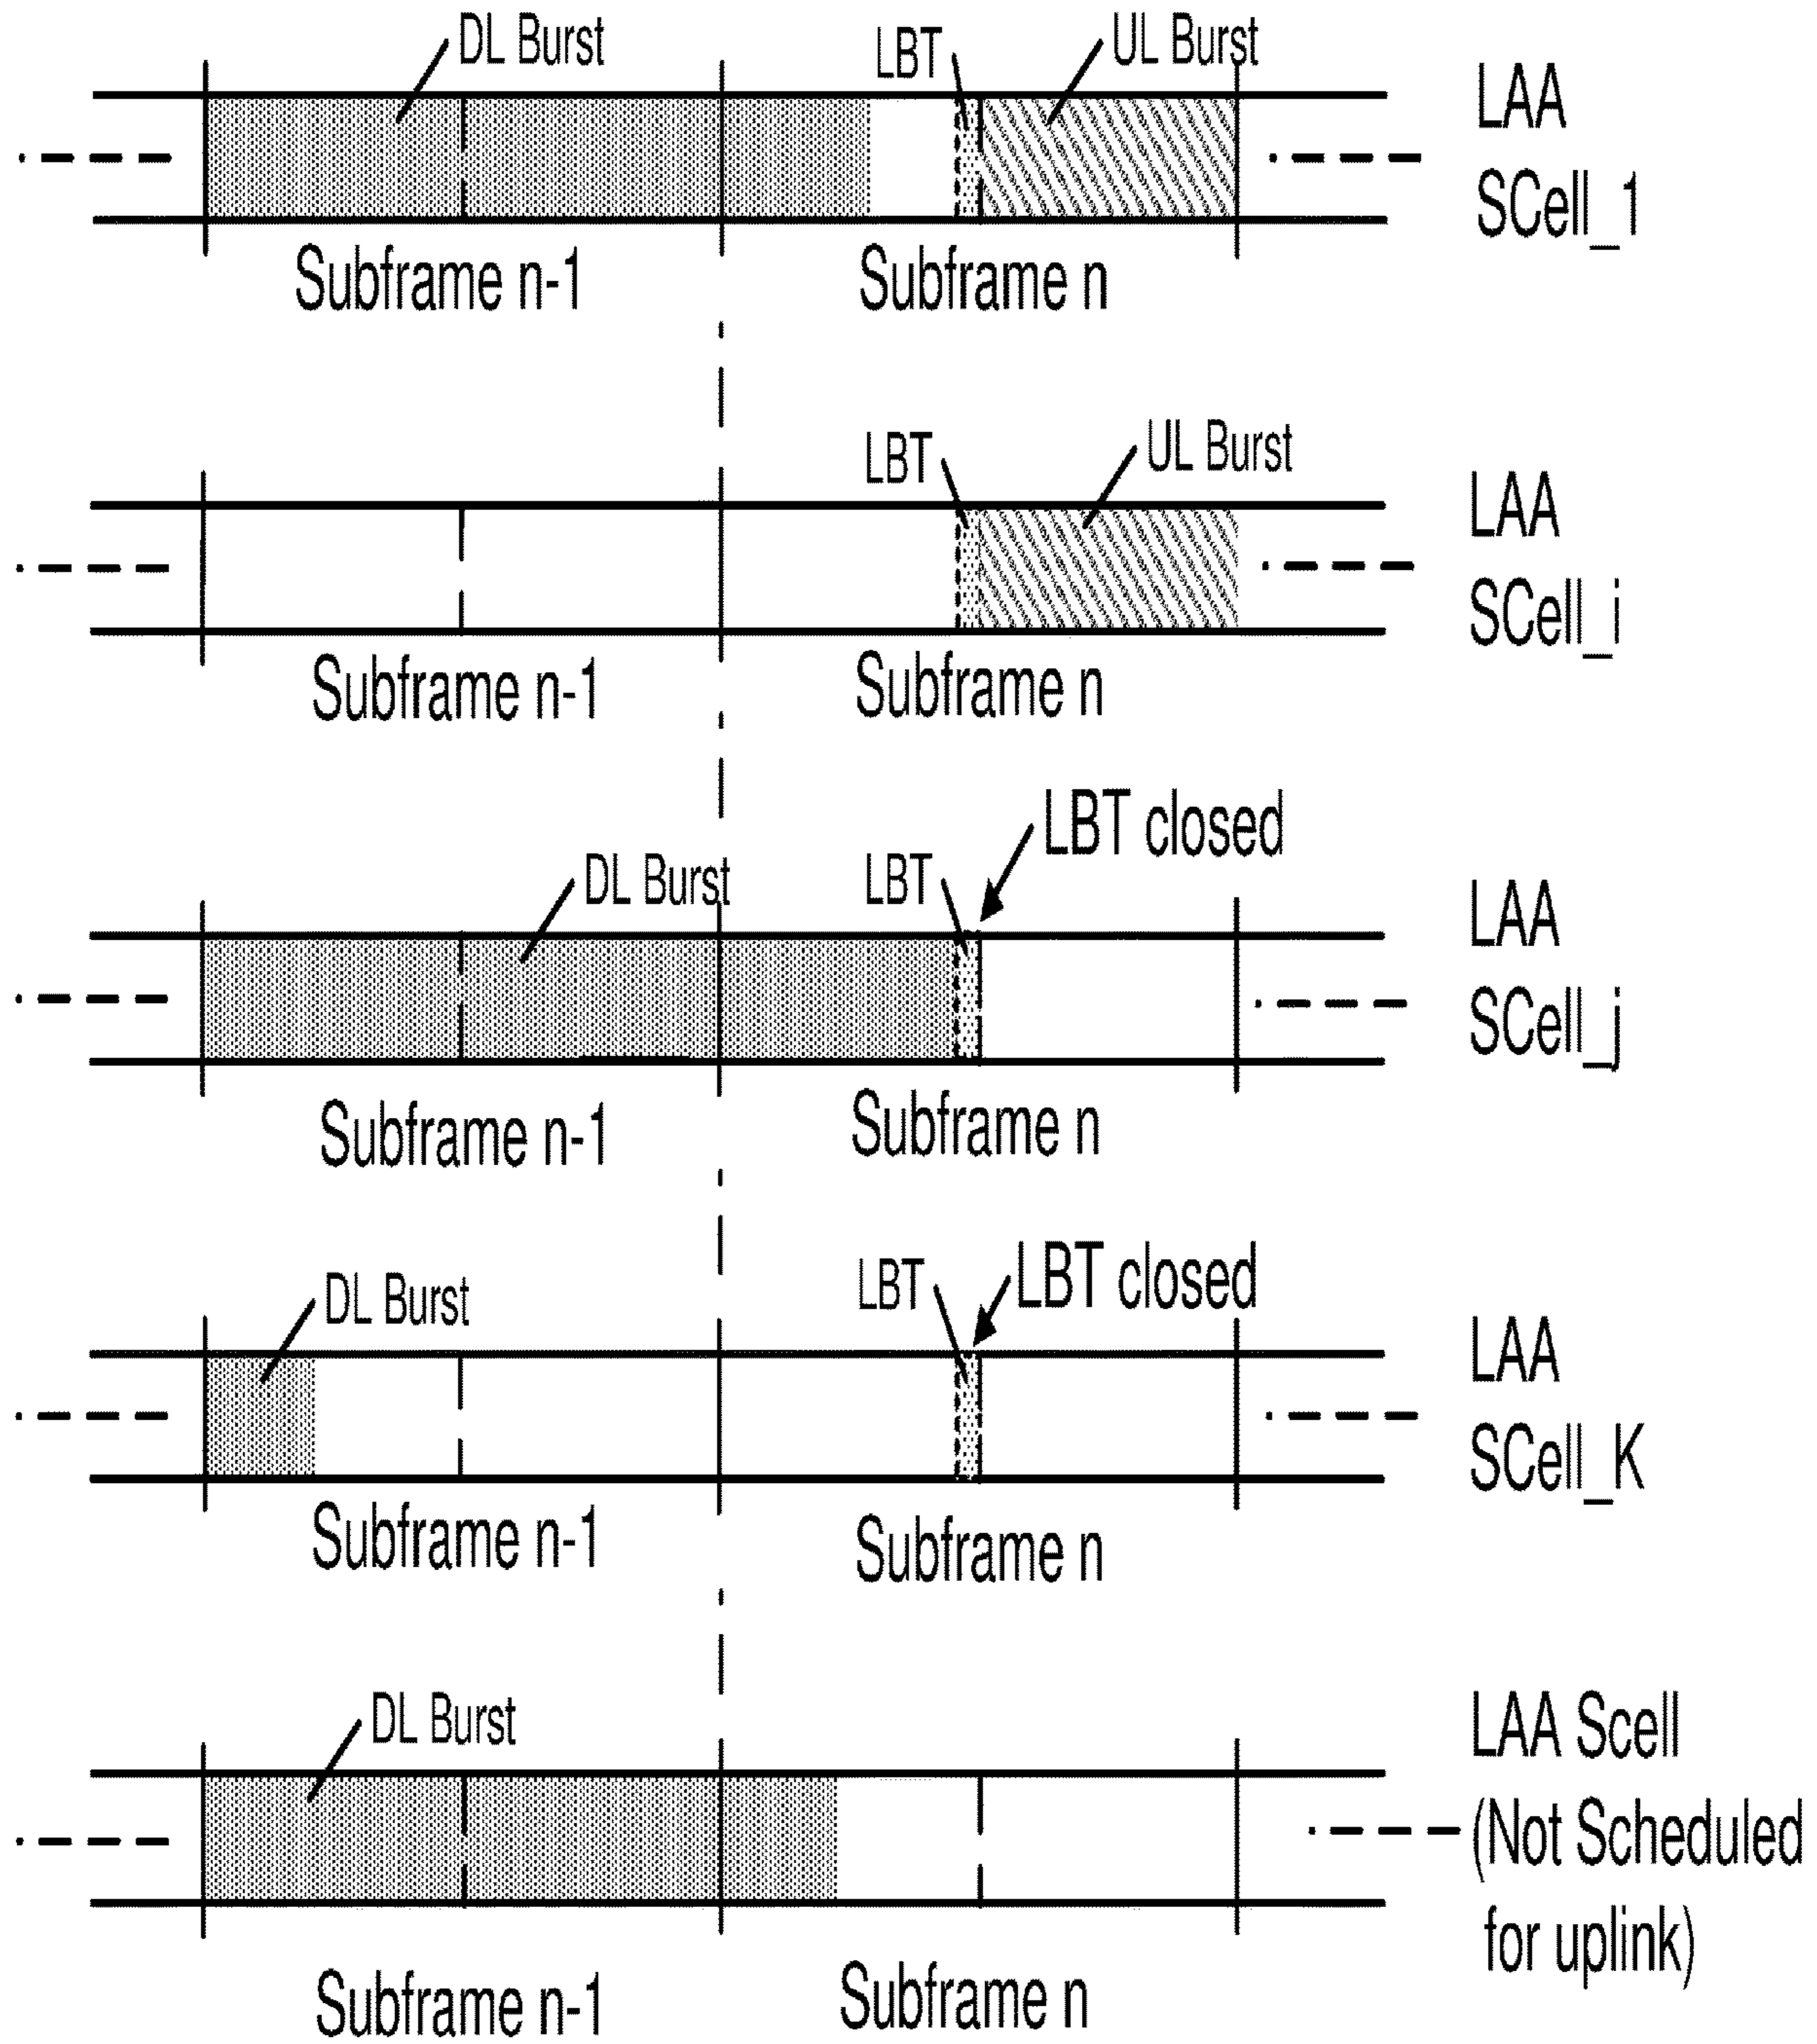 DL Burst
LBT
UL Burst
LAA
SCell_1
Subframe n-1
Subframe n
LBT
UL Burst
LAA
SCell_i
Subframe n-1
Subframe n
LBT closed
DL Burst
LBT
LAA
SCell_j
Subframe n-1
Subframe n
LBT closed
DL Burst
LBT
LAA
SCell_K
Subframe n-1
Subframe n
DL Burst
LAA Scell
(Not Scheduled
for uplink)
Subframe n-1
Subframe n